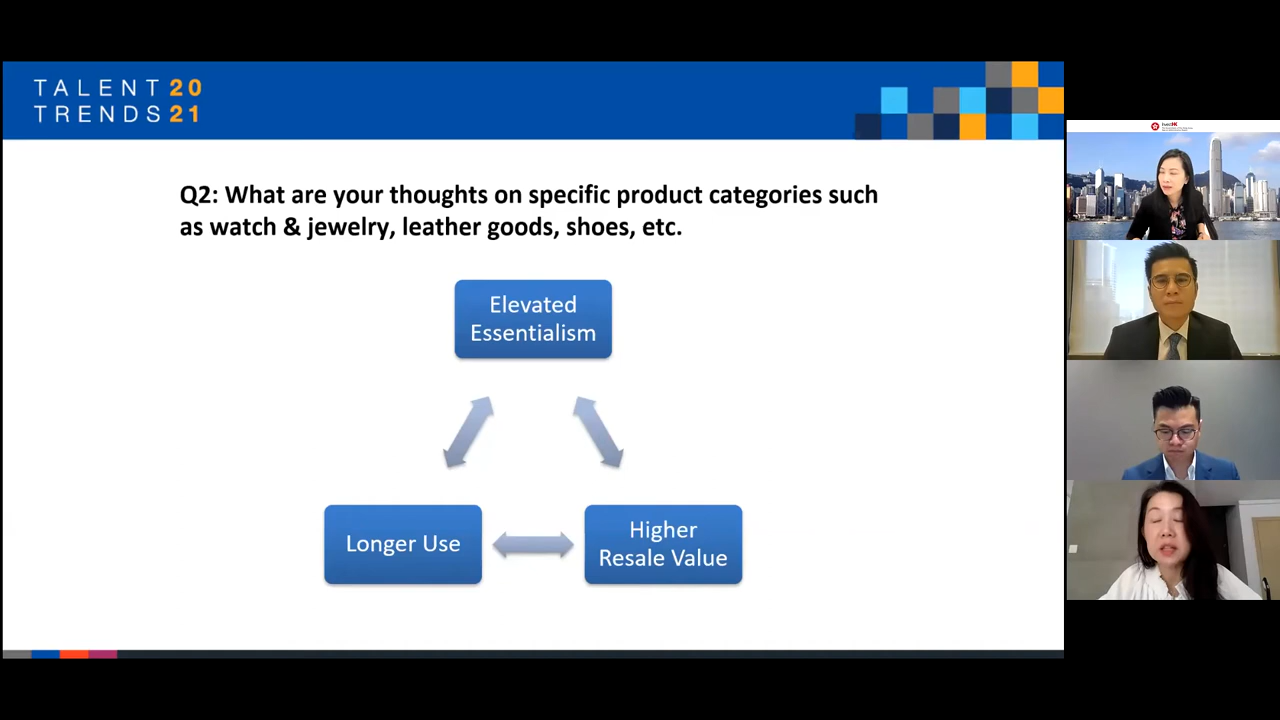 TALENT 20
TRENDS 21
Q2: What are your thoughts on specific product categories such
as watch & jewelry, leather goods, shoes, etc.
Elevated
Essentialism
Longer Use
Higher
Resale Value
InvestHK